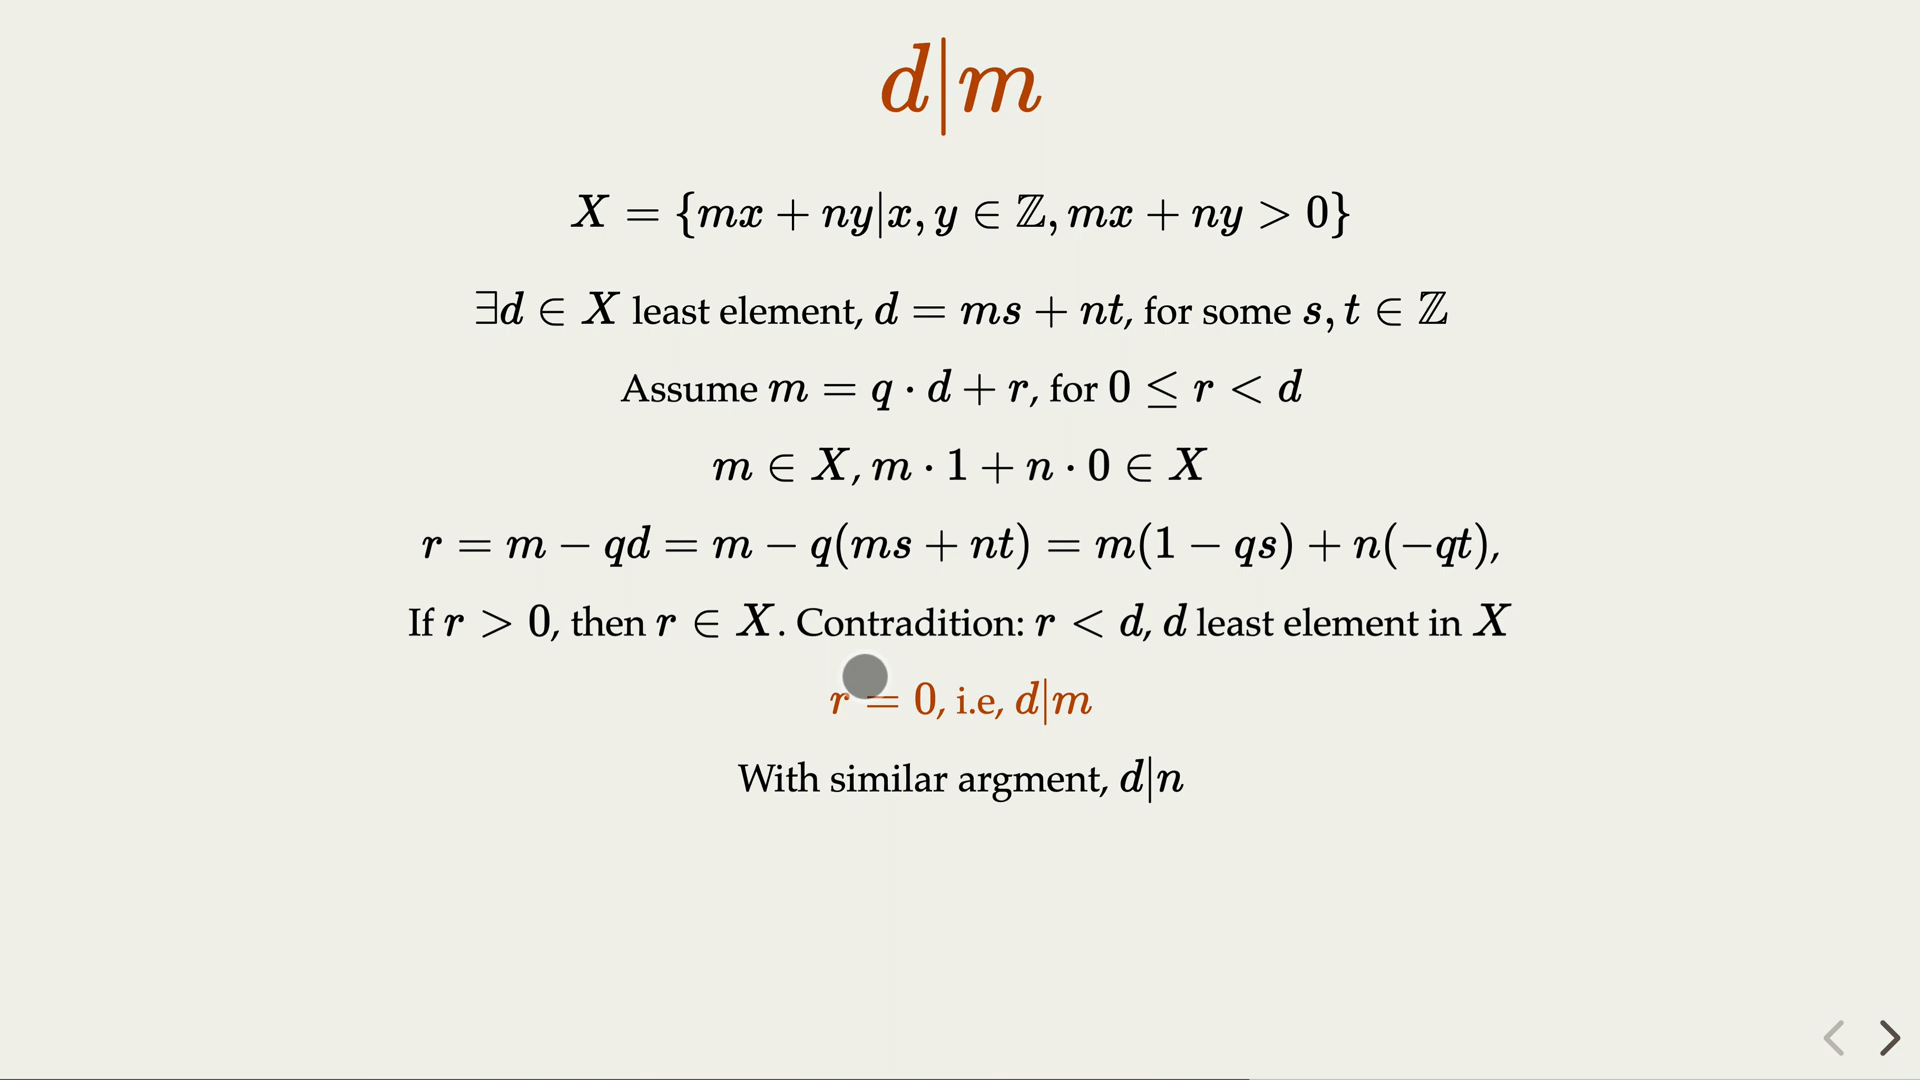 d|m
X = {mx + ny|x, y ∈ ℤ, mx + ny > 0}
∃d ∈ X least element, d = ms + nt, for some s, t ∈ ℤ
Assume m = q · d + r, for 0 ≤ r < d
m ∈ X, m · 1 + n · 0 ∈ X
r = m − qd = m − q(ms + nt) = m(1 − qs) + n(−qt),
If r > 0, then r ∈ X. Contradition: r < d, d least element in X
r = 0, i.e, d|m
With similar argment, d|n